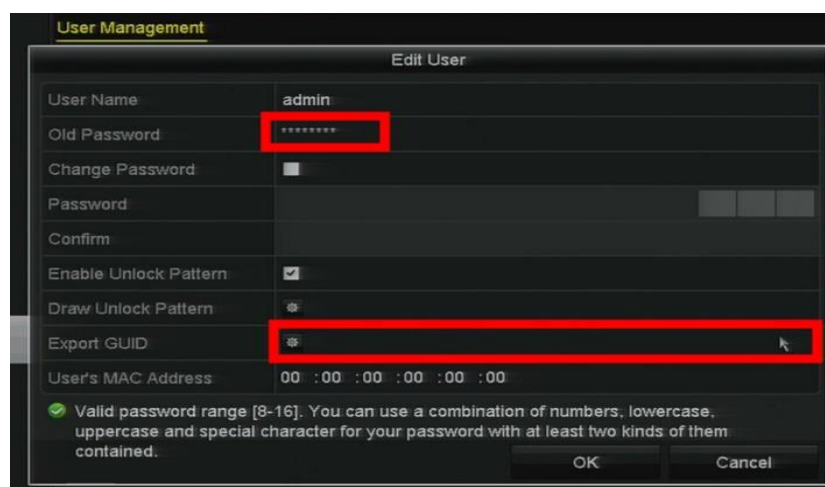 User Management
Edit User
User Name admin
Old Password ********
Change Password
Password
Confirm
Enable Unlock Pattern
Draw Unlock Pattern
Export GUID
User's MAC Address 00 :00 :00 :00 :00 :00
Valid password range [8-16]. You can use a combination of numbers, lowercase,
uppercase and special character for your password with at least two kinds of them
contained.
OK Cancel